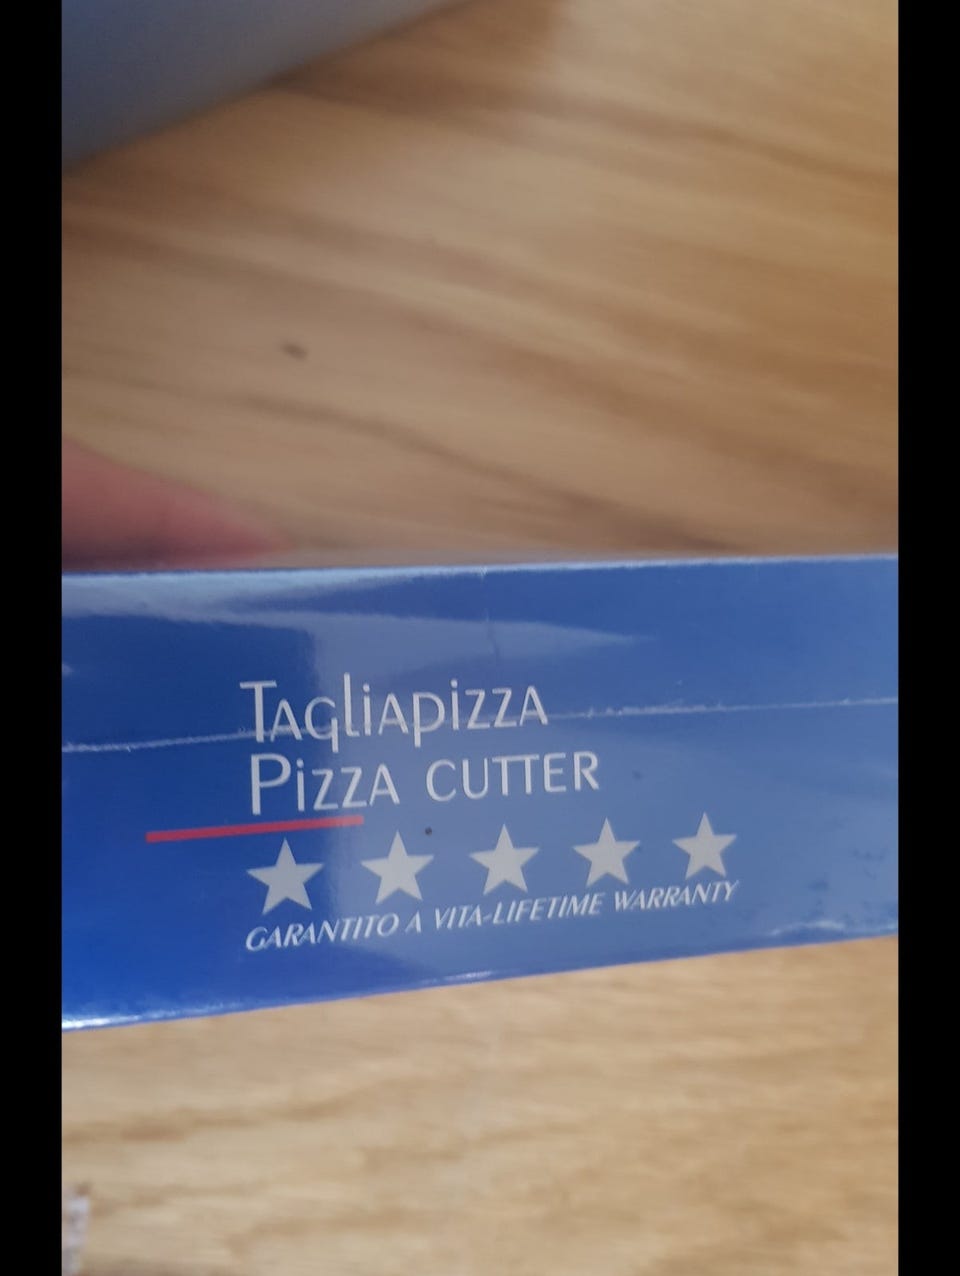 Tagliapizza
Pizza cutter
GARANTITO A VITA-LIFETIME WARRANTY